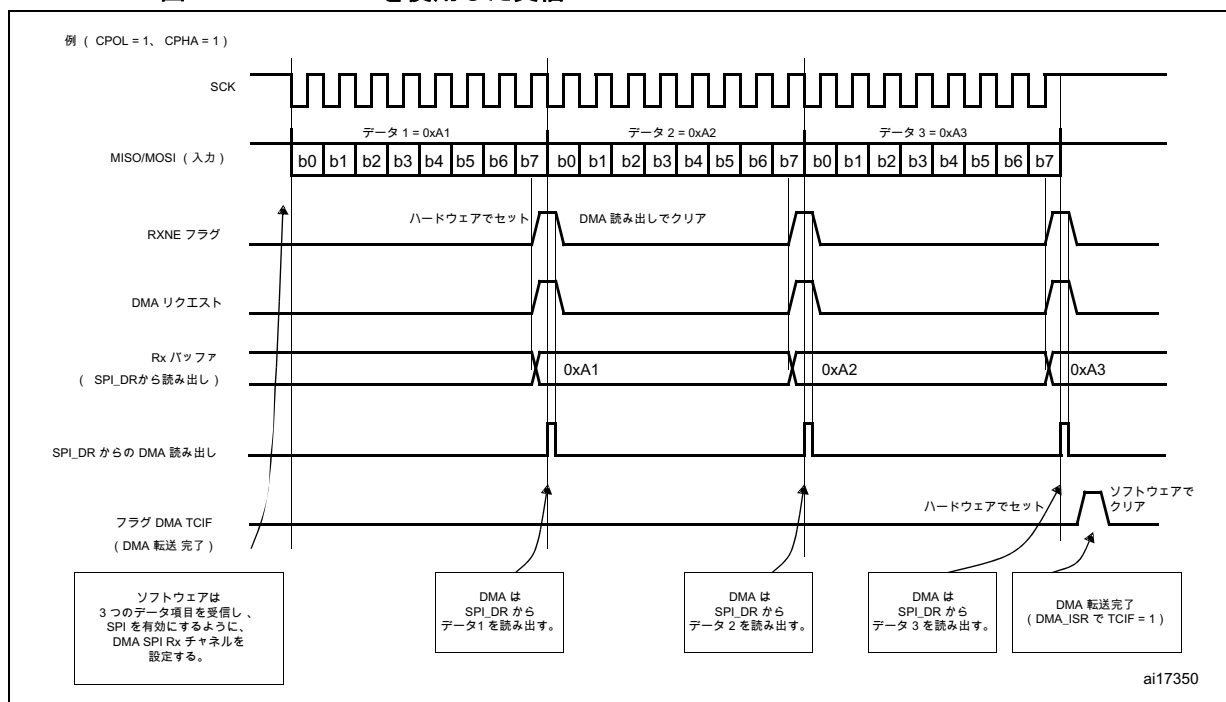 例 ( CPOL = 1、 CPHA = 1 )
SCK
データ 1 = 0xA1
データ 2 = 0xA2
データ 3 = 0xA3
MISO/MOSI ( 入力 )
b0 b1 b2 b3 b4 b5 b6 b7 b0 b1 b2 b3 b4 b5 b6 b7 b0 b1 b2 b3 b4 b5 b6 b7
ハードウェアでセット
DMA 読み出しでクリア
RXNE フラグ
DMA リクエスト
Rx バッファ
( SPI_DRから読み出し )
0xA1
0xA2
0xA3
SPI_DR からの DMA 読み出し
ハードウェアでセット
ソフトウェアで
クリア
フラグ DMA TCIF
( DMA 転送 完了 )
ソフトウェアは
3 つのデータ項目を受信し 、
SPI を有効にするように、
DMA SPI Rx チャネルを
設定する。
DMA は
SPI_DR から
データ1 を読み出す。
DMA は
SPI_DR から
データ 2 を読み出す。
DMA は
SPI_DR から
データ 3 を読み出す。
DMA 転送完了
( DMA_ISR で TCIF = 1 )
ai17350